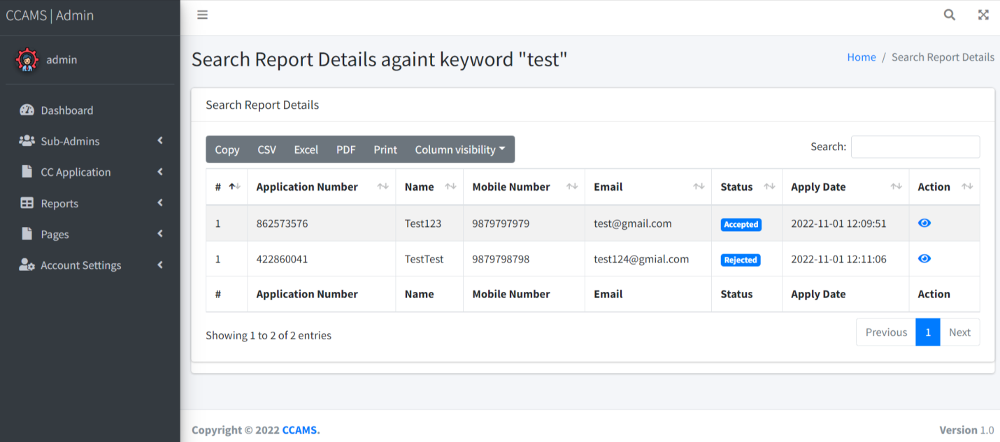 CCAMS | Admin
admin
Dashboard
Sub-Admins
CC Application
Reports
Pages
Account Settings
Search Report Details againt keyword "test"
Home / Search Report Details
Search Report Details
Copy CSV Excel PDF Print Column visibility
Search:
# Application Number Name Mobile Number Email Status Apply Date Action
1 862573576 Test123 9879797979 test@gmail.com Accepted 2022-11-01 12:09:51
1 422860041 TestTest 9879798798 test124@gmial.com Rejected 2022-11-01 12:11:06
# Application Number Name Mobile Number Email Status Apply Date Action
Showing 1 to 2 of 2 entries
Previous 1 Next
Copyright © 2022 CCAMS.
Version 1.0